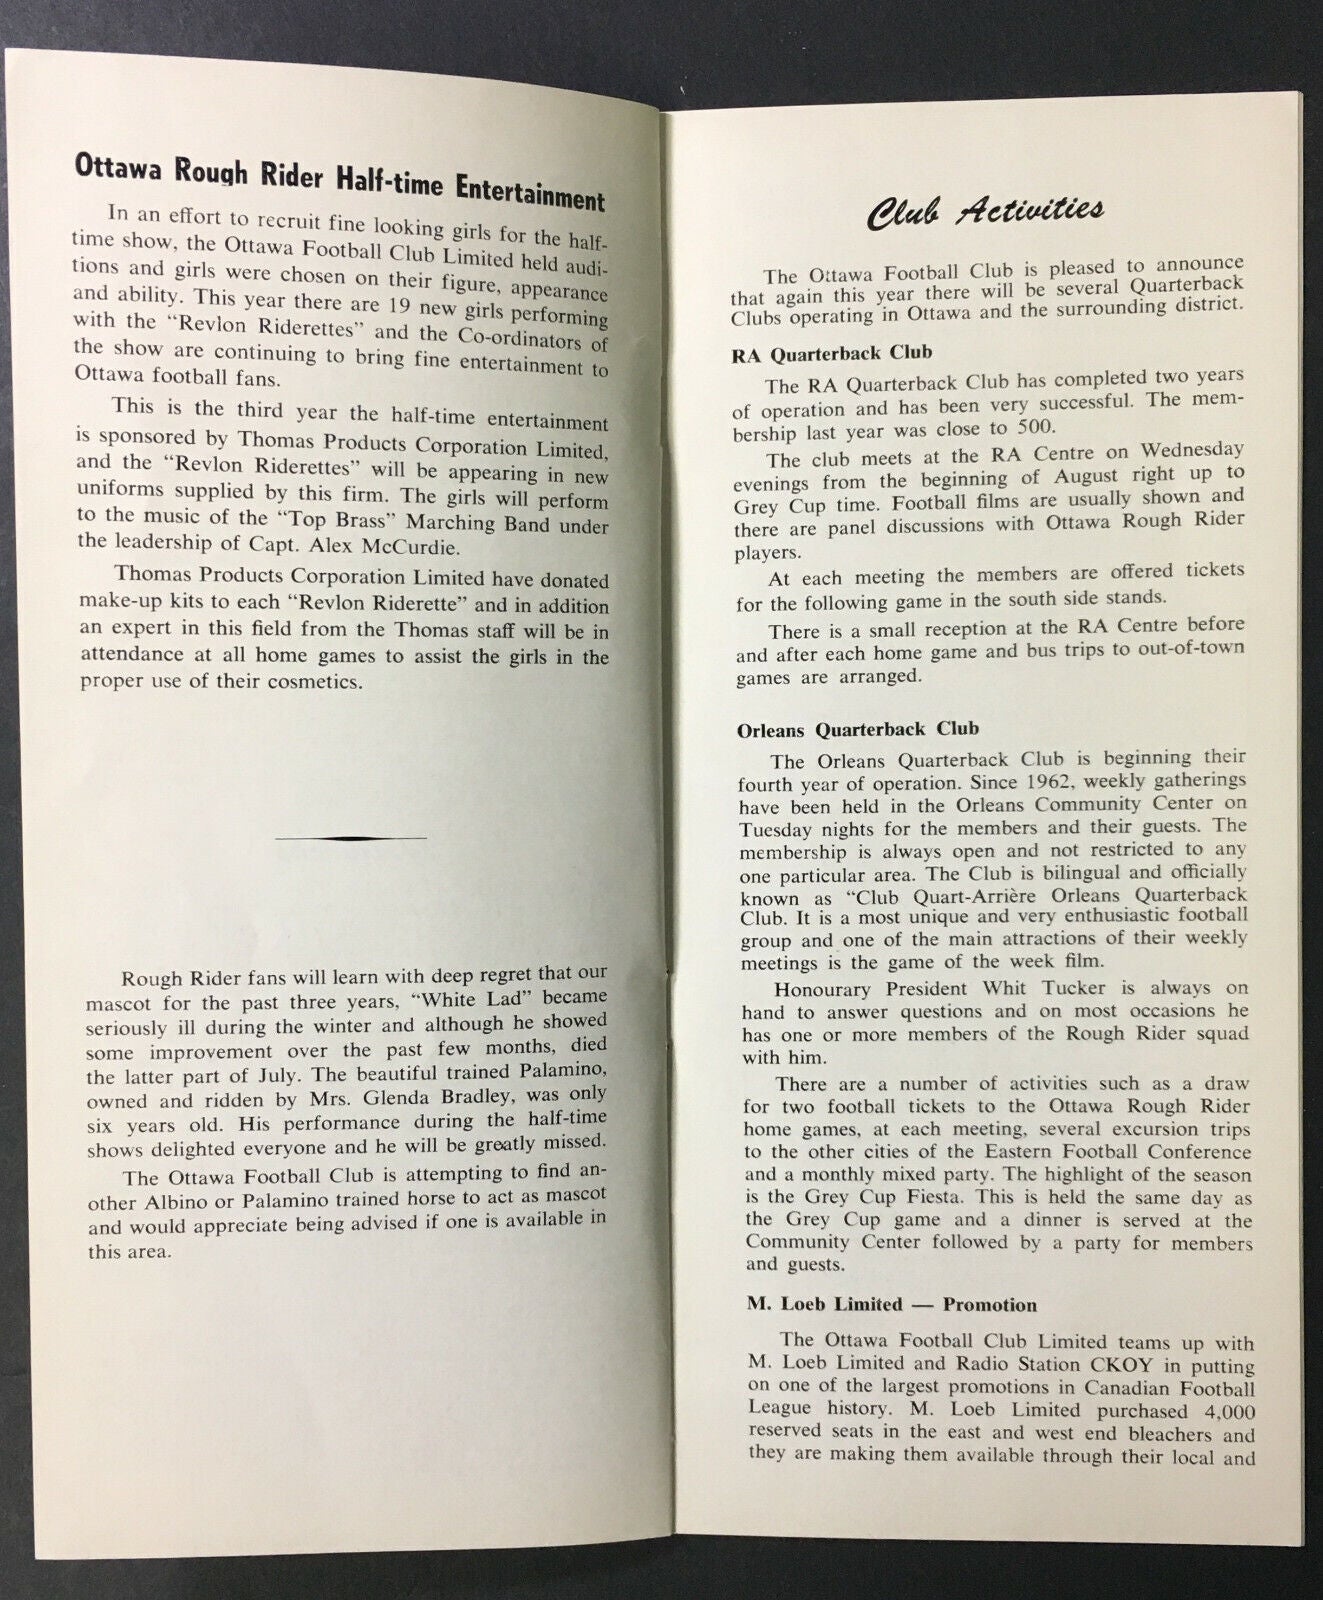 Ottawa Rough Rider Half-time Entertainment
In an effort to recruit fine looking girls for the half-
time show, the Ottawa Football Club Limited held audi-
tions and girls were chosen on their figure, appearance
and ability. This year there are 19 new girls performing
with the "Revlon Riderettes" and the Co-ordinators of
the show are continuing to bring fine entertainment to
Ottawa football fans.
This is the third year the half-time entertainment
is sponsored by Thomas Products Corporation Limited,
and the "Revlon Riderettes" will be appearing in new
uniforms supplied by this firm. The girls will perform
to the music of the "Top Brass" Marching Band under
the leadership of Capt. Alex McCurdie.
Thomas Products Corporation Limited have donated
make-up kits to each "Revlon Riderette" and in addition
an expert in this field from the Thomas staff will be in
attendance at all home games to assist the girls in the
proper use of their cosmetics.
Rough Rider fans will learn with deep regret that our
mascot for the past three years, "White Lad" became
seriously ill during the winter and although he showed
some improvement over the past few months, died
the latter part of July. The beautiful trained Palamino,
owned and ridden by Mrs. Glenda Bradley, was only
six years old. His performance during the half-time
shows delighted everyone and he will be greatly missed.
The Ottawa Football Club is attempting to find an-
other Albino or Palamino trained horse to act as mascot
and would appreciate being advised if one is available in
this area.
Club Activities
The Ottawa Football Club is pleased to announce
that again this year there will be several Quarterback
Clubs operating in Ottawa and the surrounding district.
RA Quarterback Club
The RA Quarterback Club has completed two years
of operation and has been very successful. The mem-
bership last year was close to 500.
The club meets at the RA Centre on Wednesday
evenings from the beginning of August right up to
Grey Cup time. Football films are usually shown and
there are panel discussions with Ottawa Rough Rider
players.
At each meeting the members are offered tickets
for the following game in the south side stands.
There is a small reception at the RA Centre before
and after each home game and bus trips to out-of-town
games are arranged.
Orleans Quarterback Club
The Orleans Quarterback Club is beginning their
fourth year of operation. Since 1962, weekly gatherings
have been held in the Orleans Community Center on
Tuesday nights for the members and their guests. The
membership is always open and not restricted to any
one particular area. The Club is bilingual and officially
known as "Club Quart-Arrière Orleans Quarterback
Club. It is a most unique and very enthusiastic football
group and one of the main attractions of their weekly
meetings is the game of the week film.
Honourary President Whit Tucker is always on
hand to answer questions and on most occasions he
has one or more members of the Rough Rider squad
with him.
There are a number of activities such as a draw
for two football tickets to the Ottawa Rough Rider
home games, at each meeting, several excursion trips
to the other cities of the Eastern Football Conference
and a monthly mixed party. The highlight of the season
is the Grey Cup Fiesta. This is held the same day as
the Grey Cup game and a dinner is served at the
Community Center followed by a party for members
and guests.
M. Loeb Limited — Promotion
The Ottawa Football Club Limited teams up with
M. Loeb Limited and Radio Station CKOY in putting
on one of the largest promotions in Canadian Football
League history. M. Loeb Limited purchased 4,000
reserved seats in the east and west end bleachers and
they are making them available through their local and